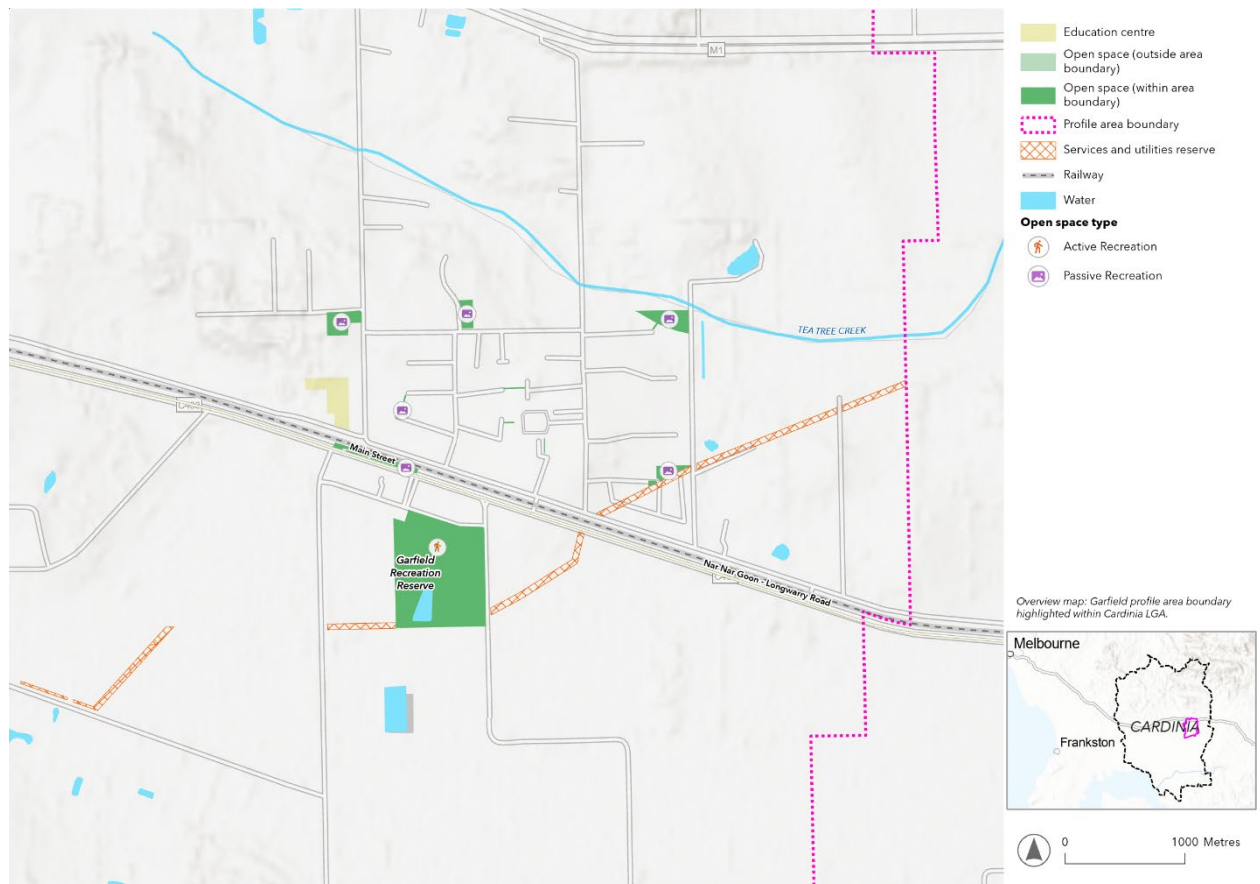 M1
TEA TREE CREEK
Main Street
Garfield
Recreation
Reserve
Nar Nar Goon - Longwarry Road
Education centre
Open space (outside area
boundary)
Open space (within area
boundary)
Profile area boundary
Services and utilities reserve
Railway
Water
Open space type
Active Recreation
Passive Recreation
Overview map: Garfield profile area boundary
highlighted within Cardinia LGA.
Melbourne
CARDINIA
Frankston
0 1000 Metres